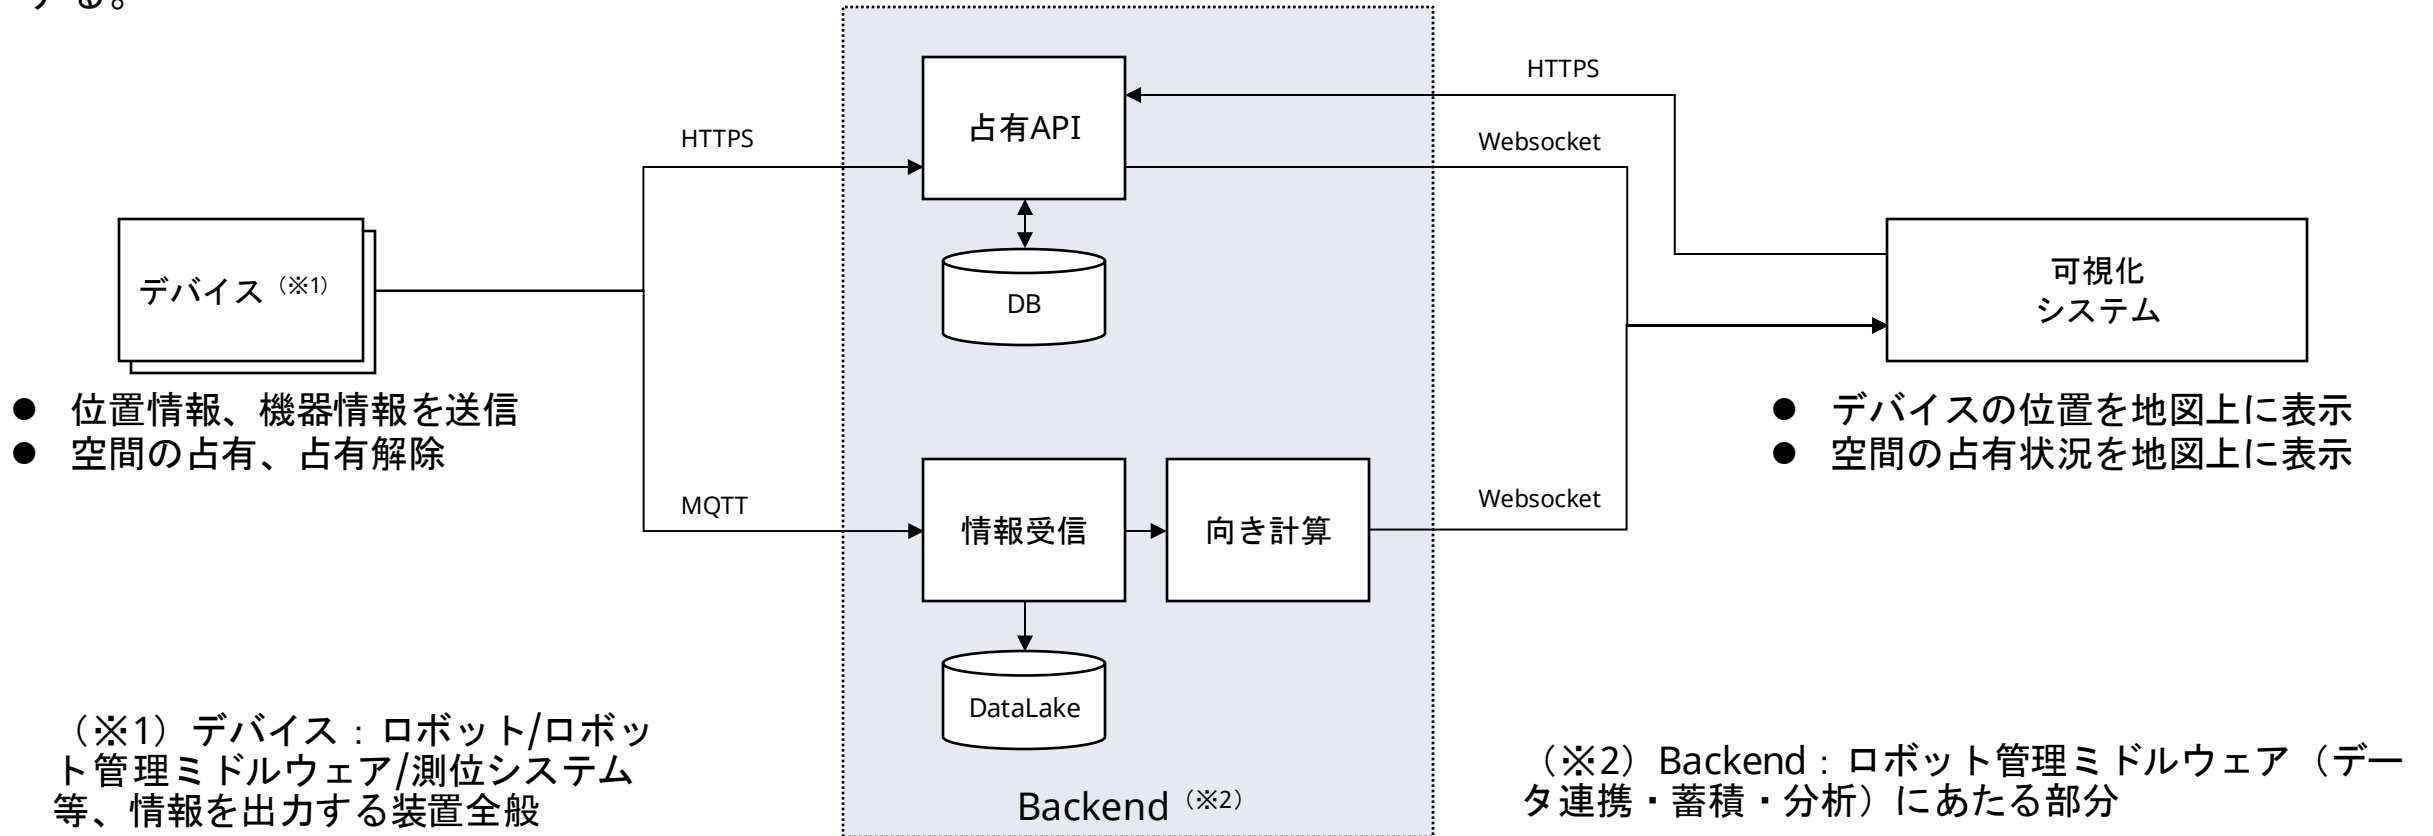 する。
HTTPS
占有API
HTTPS
Websocket
デバイス（※1）
DB
可視化
システム
● 位置情報、機器情報を送信
● 空間の占有、占有解除
● デバイスの位置を地図上に表示
● 空間の占有状況を地図上に表示
MQTT
情報受信
向き計算
Websocket
DataLake
（※1）デバイス：ロボット/ロボッ
ト管理ミドルウェア/測位システム
等、情報を出力する装置全般
Backend（※2）
（※2）Backend：ロボット管理ミドルウェア（デー
タ連携・蓄積・分析）にあたる部分